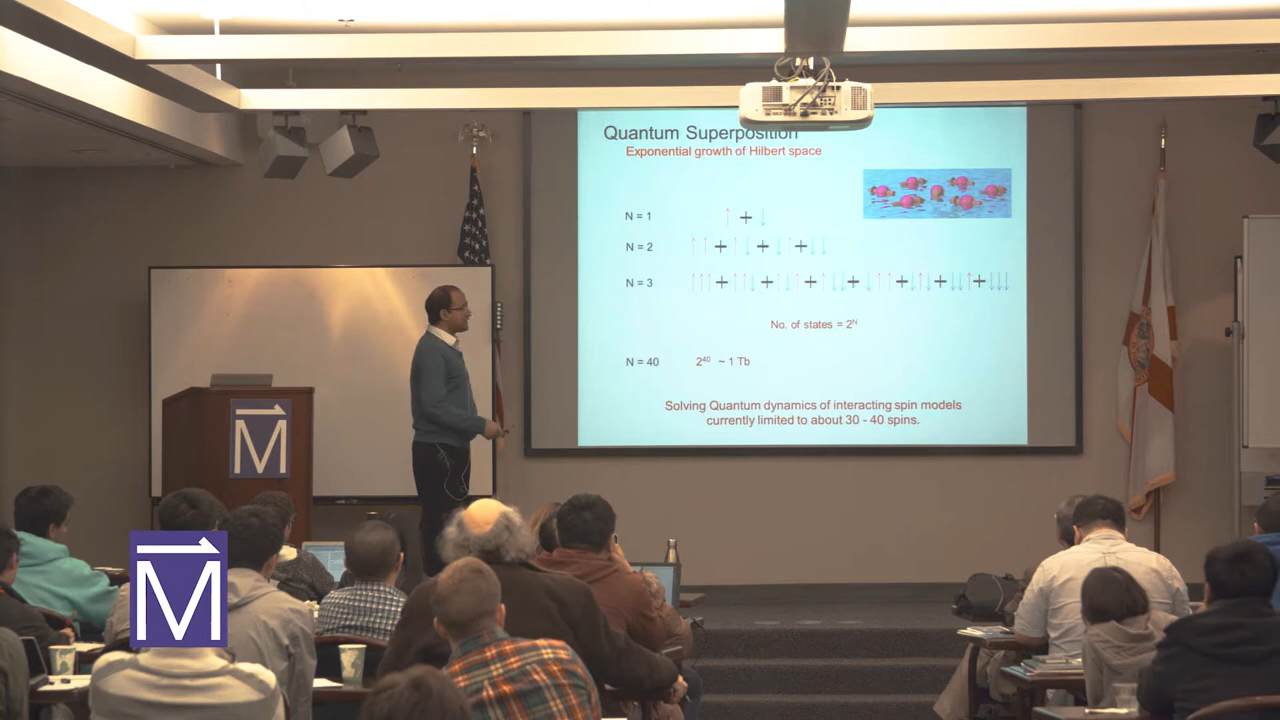 Quantum Superposition
Exponential growth of Hilbert space
N = 1 ↑ + ↓
N = 2 ↑↑ + ↑↓ + ↓↑ + ↓↓
N = 3 ↑↑↑ + ↑↑↓ + ↑↓↑ + ↑↓↓ + ↓↑↑ + ↓↑↓ + ↓↓↑ + ↓↓↓
No. of states = 2ᴺ
N = 40 2⁴⁰ ~ 1 Tb
Solving Quantum dynamics of interacting spin models
currently limited to about 30 - 40 spins.
M
M